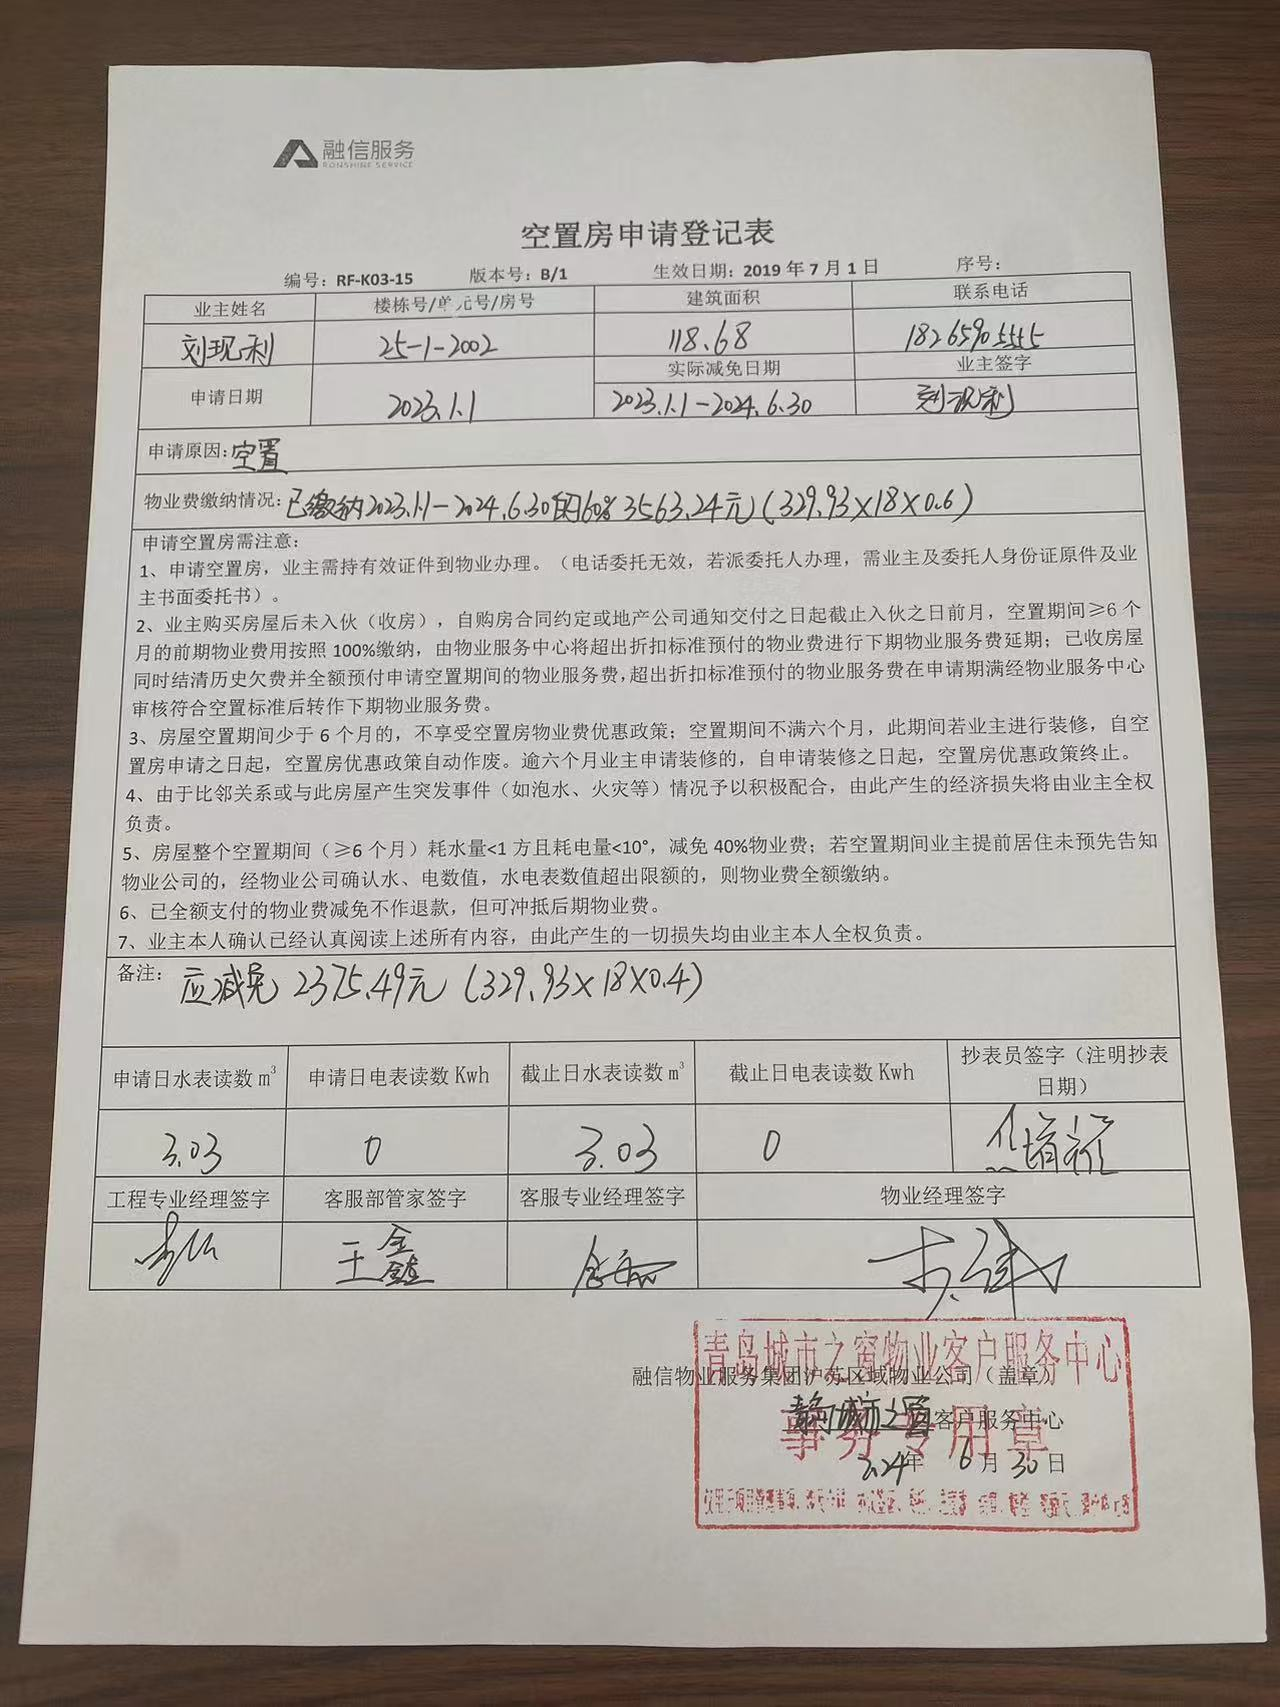 融信服务
RONSHINE SERVICE
空置房申请登记表
编号：RF-K03-15 版本号：B/1 生效日期：2019 年 7 月 1 日 序号：
业主姓名 楼栋号/单元号/房号 建筑面积 联系电话
刘现利 25-1-2002 118.68 18265905555
实际减免日期 业主签字
申请日期 2023.1.1 2023.1.1-2024.6.30 刘现利
申请原因：空置
物业费缴纳情况：已缴纳2023.1.1-2024.6.30的60% 3563.24元(329.93×18×0.6)
申请空置房需注意：
1、申请空置房，业主需持有效证件到物业办理。（电话委托无效，若派委托人办理，需业主及委托人身份证原件及业
主书面委托书）。
2、业主购买房屋后未入伙（收房），自购房合同约定或地产公司通知交付之日起截止入伙之日前月，空置期间≥6 个
月的前期物业费用按照 100%缴纳，由物业服务中心将超出折扣标准预付的物业费进行下期物业服务费延期；已收房屋
同时结清历史欠费并全额预付申请空置期间的物业服务费，超出折扣标准预付的物业服务费在申请期满经物业服务中心
审核符合空置标准后转作下期物业服务费。
3、房屋空置期间少于 6 个月的，不享受空置房物业费优惠政策；空置期间不满六个月，此期间若业主进行装修，自空
置房申请之日起，空置房优惠政策自动作废。逾六个月业主申请装修的，自申请装修之日起，空置房优惠政策终止。
4、由于比邻关系或与此房屋产生突发事件（如泡水、火灾等）情况予以积极配合，由此产生的经济损失将由业主全权
负责。
5、房屋整个空置期间（≥6 个月）耗水量<1 方且耗电量<10°，减免 40%物业费；若空置期间业主提前居住未预先告知
物业公司的，经物业公司确认水、电数值，水电表数值超出限额的，则物业费全额缴纳。
6、已全额支付的物业费减免不作退款，但可冲抵后期物业费。
7、业主本人确认已经认真阅读上述所有内容，由此产生的一切损失均由业主本人全权负责。
备注：应减免 2375.49元 (329.93×18×0.4)
申请日水表读数 m³ 申请日电表读数 Kwh 截止日水表读数 m³ 截止日电表读数 Kwh 抄表员签字（注明抄表
日期）
3.03 0 3.03 0
工程专业经理签字 客服部管家签字 客服专业经理签字 物业经理签字
王鑫
青岛城市之窗物业客户服务中心
融信物业服务集团沪苏区域物业公司（盖章）
青岛城市之窗客户服务中心
事务专用章
2024年 6 月 30 日